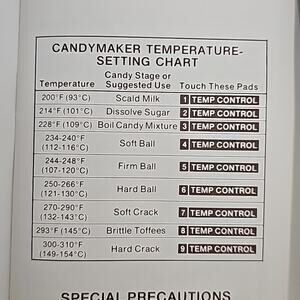 CANDYMAKER TEMPERATURE-
SETTING CHART
Candy Stage or
Temperature Suggested Use Touch These Pads
200°F (93°C) Scald Milk 1 TEMP CONTROL
214°F (101°C) Dissolve Sugar 2 TEMP CONTROL
228°F (109°C) Boil Candy Mixture 3 TEMP CONTROL
234-240°F
(112-116°C) Soft Ball 4 TEMP CONTROL
244-248°F
(107-120°C) Firm Ball 5 TEMP CONTROL
250-266°F
(121-130°C) Hard Ball 6 TEMP CONTROL
270-290°F
(132-143°C) Soft Crack 7 TEMP CONTROL
293°F (145°C) Brittle Toffees 8 TEMP CONTROL
300-310°F
(149-154°C) Hard Crack 9 TEMP CONTROL
SPECIAL PRECAUTIONS